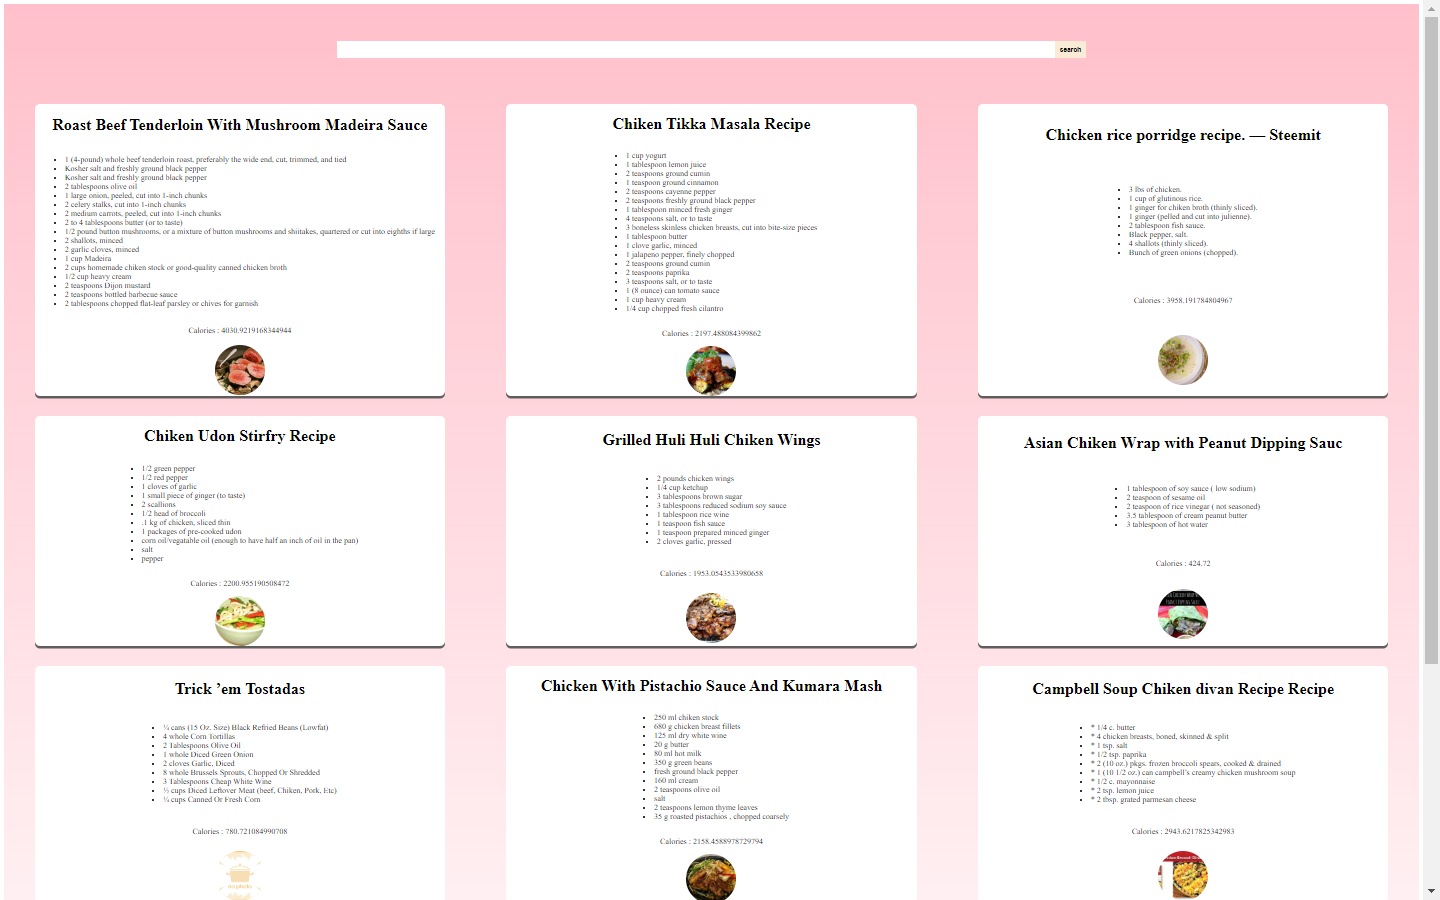 search
Roast Beef Tenderloin With Mushroom Madeira Sauce
1 (4-pound) whole beef tenderloin roast, preferably the wide end, cut, trimmed, and tied
Kosher salt and freshly ground black pepper
Kosher salt and freshly ground black pepper
2 tablespoons olive oil
1 large onion, peeled, cut into 1-inch chunks
2 celery stalks, cut into 1-inch chunks
2 medium carrots, peeled, cut into 1-inch chunks
2 to 4 tablespoons butter (or to taste)
1/2 pound button mushrooms, or a mixture of button mushrooms and shiitakes, quartered or cut into eighths if large
2 shallots, minced
2 garlic cloves, minced
1 cup Madeira
2 cups homemade chiken stock or good-quality canned chicken broth
1/2 cup heavy cream
2 teaspoons Dijon mustard
2 teaspoons bottled barbecue sauce
2 tablespoons chopped flat-leaf parsley or chives for garnish
Calories : 4030.9219168344944
Chiken Tikka Masala Recipe
1 cup yogurt
1 tablespoon lemon juice
2 teaspoons ground cumin
1 teaspoon ground cinnamon
2 teaspoons cayenne pepper
2 teaspoons freshly ground black pepper
1 tablespoon minced fresh ginger
4 teaspoons salt, or to taste
3 boneless skinless chicken breasts, cut into bite-size pieces
1 tablespoon butter
1 clove garlic, minced
1 jalapeno pepper, finely chopped
2 teaspoons ground cumin
2 teaspoons paprika
3 teaspoons salt, or to taste
1 (8 ounce) can tomato sauce
1 cup heavy cream
1/4 cup chopped fresh cilantro
Calories : 2197.488084399862
Chicken rice porridge recipe. — Steemit
3 lbs of chicken.
1 cup of glutinous rice.
1 ginger for chiken broth (thinly sliced).
1 ginger (pelled and cut into julienne).
2 tablespoon fish sauce.
Black pepper, salt.
4 shallots (thinly sliced).
Bunch of green onions (chopped).
Calories : 3958.191784804967
Chiken Udon Stirfry Recipe
1/2 green pepper
1/2 red pepper
1 cloves of garlic
1 small piece of ginger (to taste)
2 scallions
1/2 head of broccoli
.1 kg of chicken, sliced thin
1 packages of pre-cooked udon
corn oil/vegatable oil (enough to have half an inch of oil in the pan)
salt
pepper
Calories : 2200.955190508472
Grilled Huli Huli Chiken Wings
2 pounds chicken wings
1/4 cup ketchup
3 tablespoons brown sugar
3 tablespoons reduced sodium soy sauce
1 tablespoon rice wine
1 teaspoon fish sauce
1 teaspoon prepared minced ginger
2 cloves garlic, pressed
Calories : 1953.0543533980658
Asian Chiken Wrap with Peanut Dipping Sauc
1 tablespoon of soy sauce ( low sodium)
2 teaspoon of sesame oil
2 teaspoon of rice vinegar ( not seasoned)
3.5 tablespoon of cream peanut butter
3 tablespoon of hot water
Calories : 424.72
Trick ’em Tostadas
¼ cans (15 Oz. Size) Black Refried Beans (Lowfat)
4 whole Corn Tortillas
2 Tablespoons Olive Oil
1 whole Diced Green Onion
2 cloves Garlic, Diced
8 whole Brussels Sprouts, Chopped Or Shredded
3 Tablespoons Cheap White Wine
½ cups Diced Leftover Meat (beef, Chiken, Pork, Etc)
¼ cups Canned Or Fresh Corn
Calories : 780.721084990708
Chicken With Pistachio Sauce And Kumara Mash
250 ml chiken stock
680 g chicken breast fillets
125 ml dry white wine
20 g butter
80 ml hot milk
350 g green beans
fresh ground black pepper
160 ml cream
2 teaspoons olive oil
salt
2 teaspoons lemon thyme leaves
35 g roasted pistachios , chopped coarsely
Calories : 2158.4588978729794
Campbell Soup Chiken divan Recipe Recipe
* 1/4 c. butter
* 4 chicken breasts, boned, skinned & split
* 1 tsp. salt
* 1/2 tsp. paprika
* 2 (10 oz.) pkgs. frozen broccoli spears, cooked & drained
* 1 (10 1/2 oz.) can campbell's creamy chicken mushroom soup
* 1/2 c. mayonnaise
* 2 tsp. lemon juice
* 2 tbsp. grated parmesan cheese
Calories : 2943.6217825342983